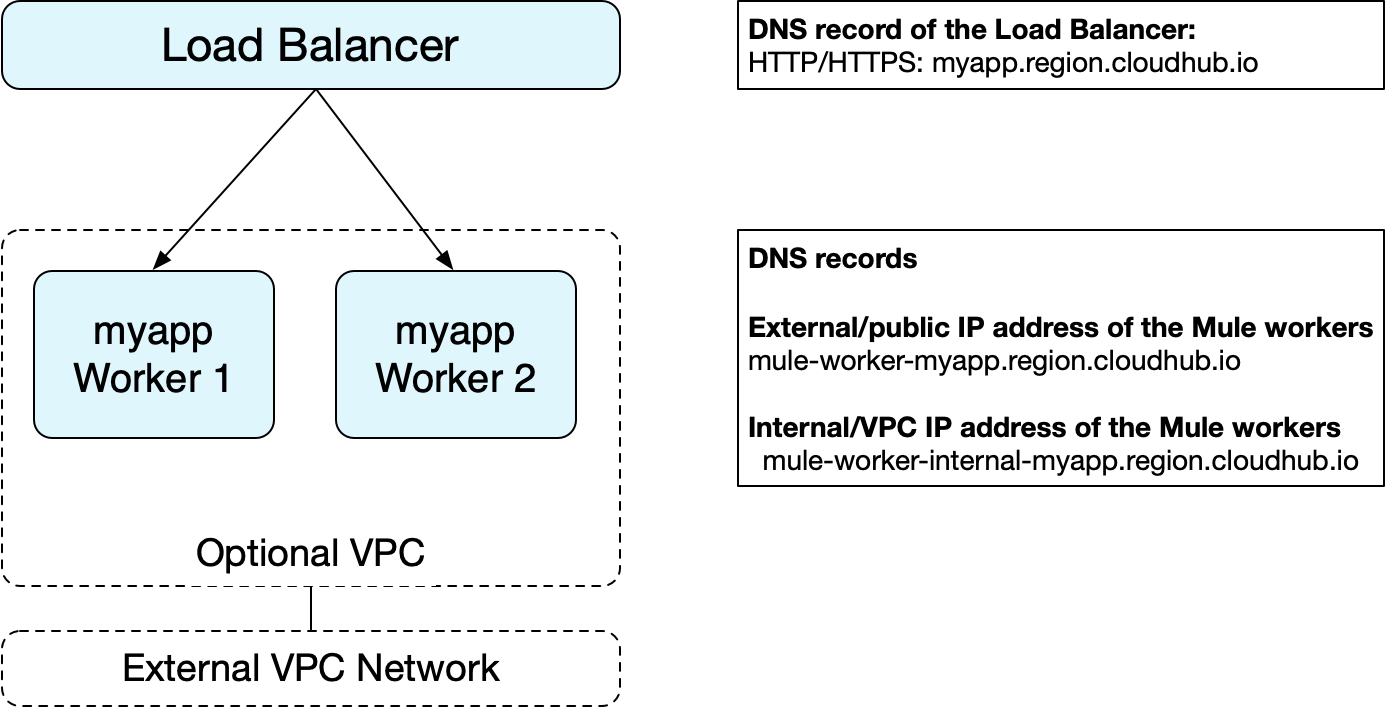 Load Balancer
DNS record of the Load Balancer:
HTTP/HTTPS: myapp.region.cloudhub.io
myapp
Worker 1
myapp
Worker 2
Optional VPC
External VPC Network
DNS records
External/public IP address of the Mule workers
mule-worker-myapp.region.cloudhub.io
Internal/VPC IP address of the Mule workers
mule-worker-internal-myapp.region.cloudhub.io